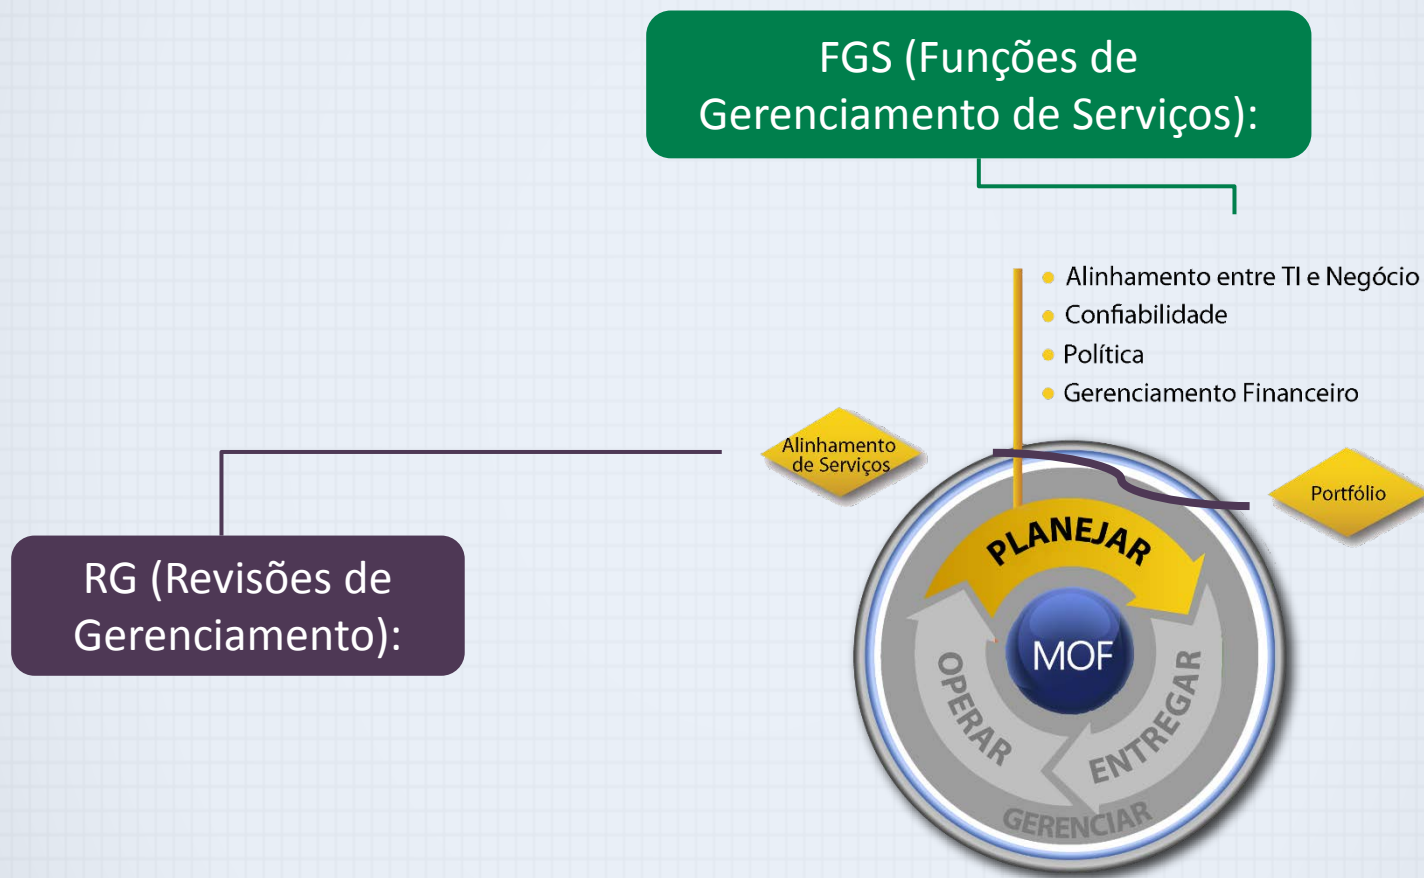 FGS (Funções de
Gerenciamento de Serviços):
Alinhamento entre TI e Negócio
Confiabilidade
Política
Gerenciamento Financeiro
Alinhamento
de Serviços
Portfólio
RG (Revisões de
Gerenciamento):
PLANEJAR
MOF
OPERAR
ENTREGAR
GERENCIAR